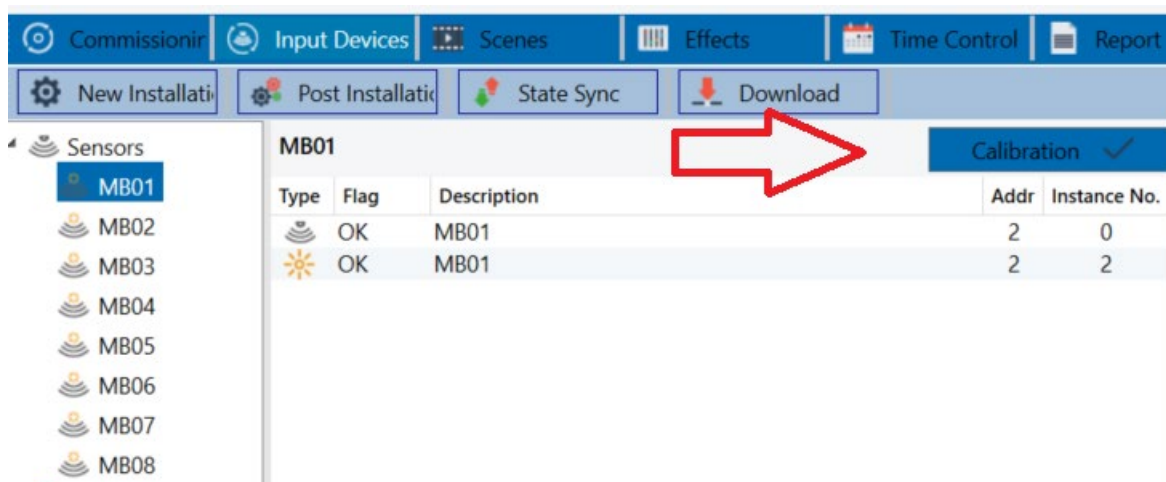 Commissionin Input Devices Scenes Effects Time Control Report
New Installati Post Installatio State Sync Download
Sensors
MB01
MB02
MB03
MB04
MB05
MB06
MB07
MB08
MB01
Calibration
Type Flag Description Addr Instance No.
OK MB01 2 0
OK MB01 2 2